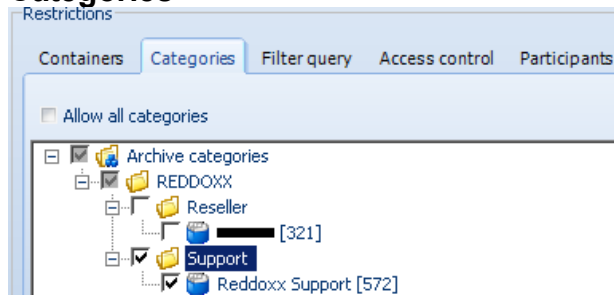 Categories
Restrictions
Containers Categories Filter query Access control Participants
Allow all categories
Archive categories
REDDOXX
Reseller
[321]
Support
Reddoxx Support [572]